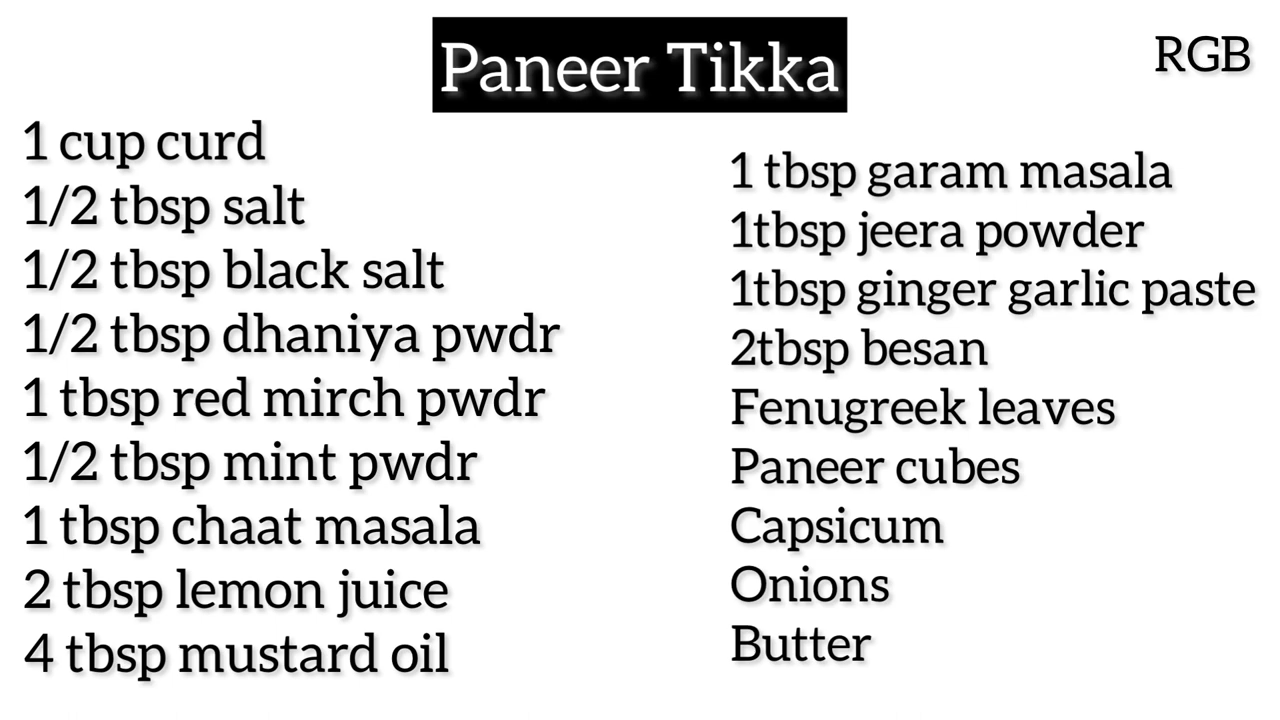 Paneer Tikka
RGB
1 cup curd
1/2 tbsp salt
1/2 tbsp black salt
1/2 tbsp dhaniya pwdr
1 tbsp red mirch pwdr
1/2 tbsp mint pwdr
1 tbsp chaat masala
2 tbsp lemon juice
4 tbsp mustard oil
1 tbsp garam masala
1tbsp jeera powder
1tbsp ginger garlic paste
2tbsp besan
Fenugreek leaves
Paneer cubes
Capsicum
Onions
Butter